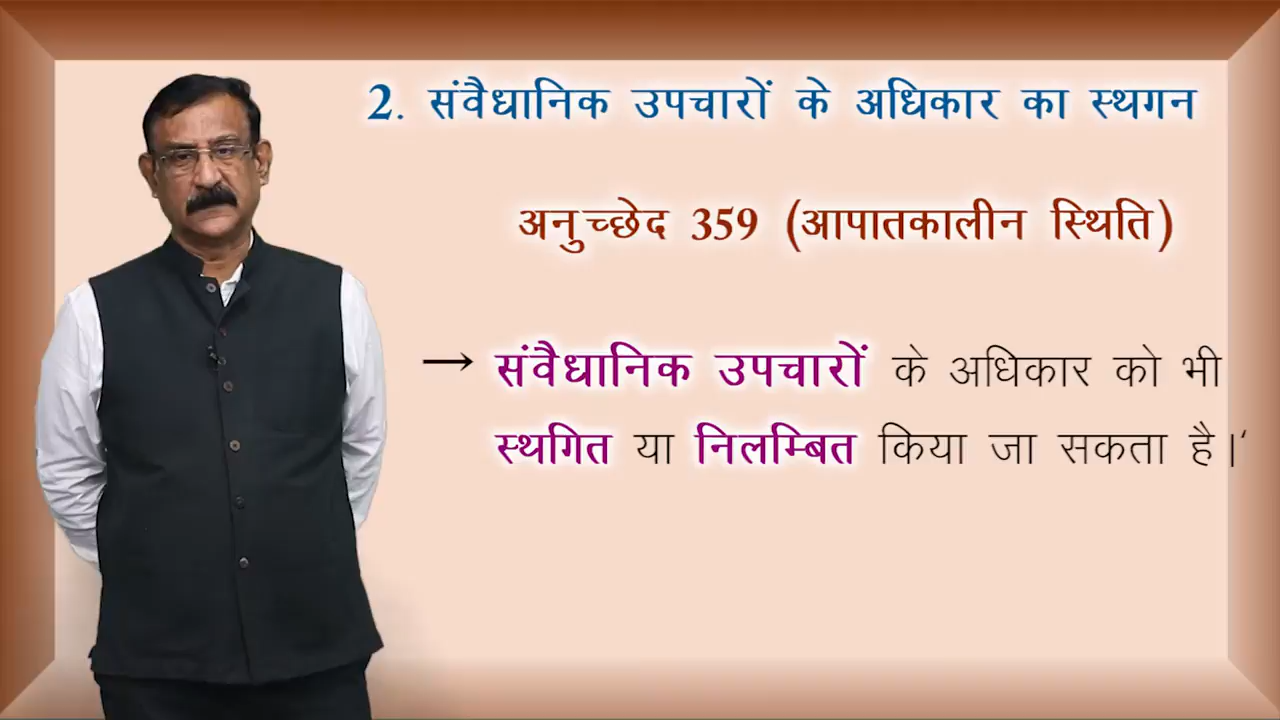 2. संवैधानिक उपचारों के अधिकार का स्थगन
अनुच्छेद 359 (आपातकालीन स्थिति)
→ संवैधानिक उपचारों के अधिकार को भी
स्थगित या निलम्बित किया जा सकता है।‘